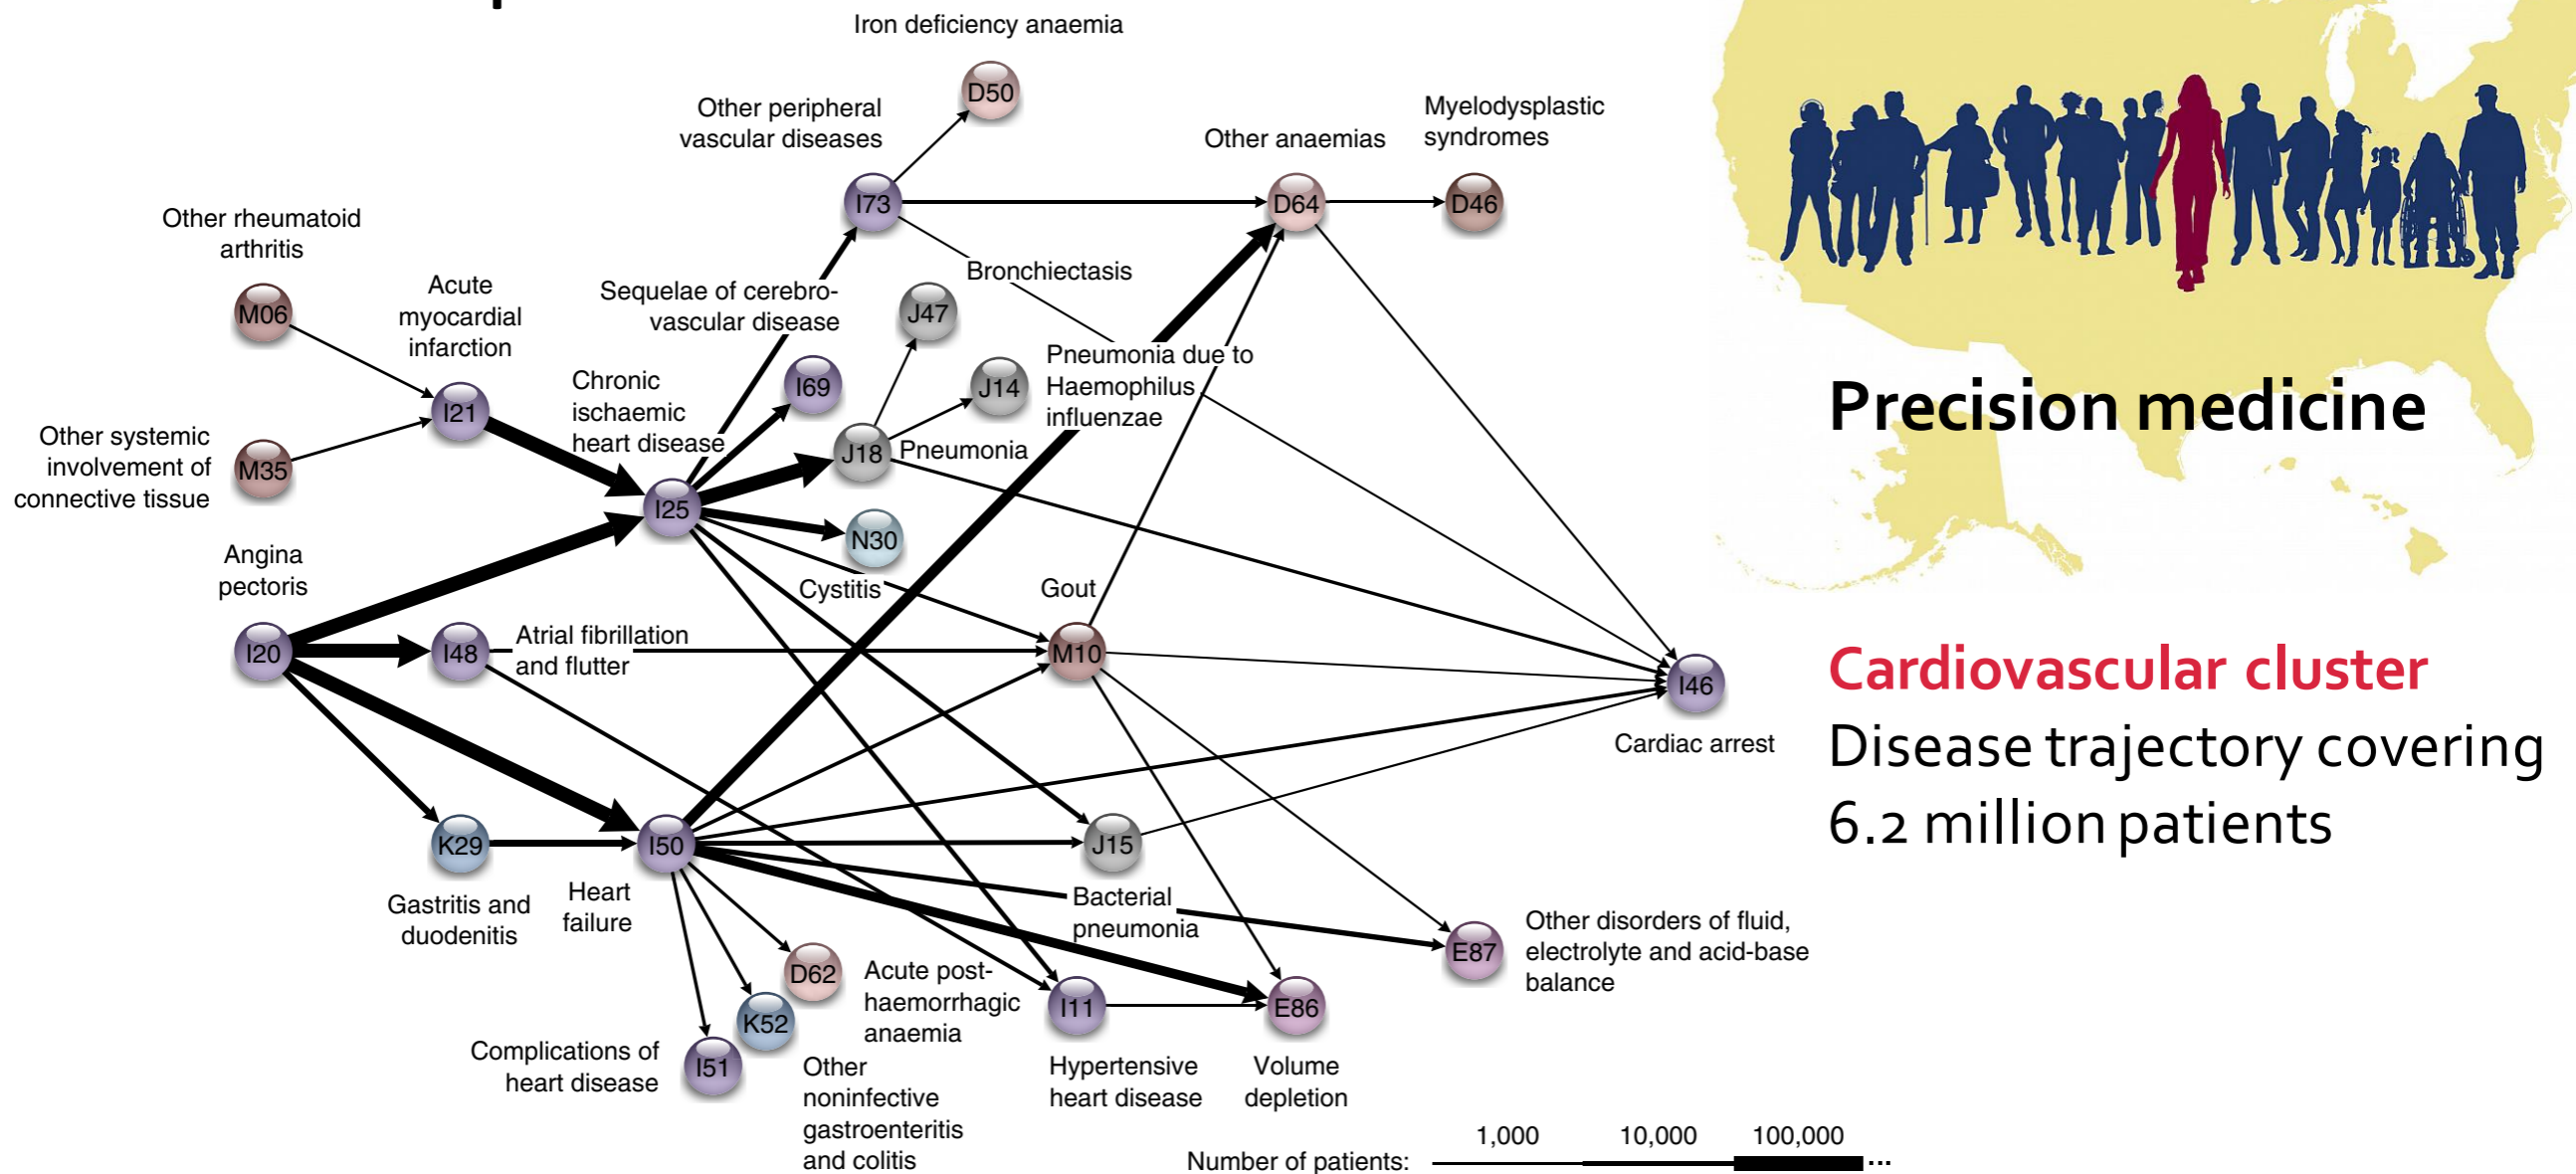 Iron deficiency anaemia
D50
Other peripheral
vascular diseases
Other anaemias
Myelodysplastic
syndromes
I73
D64
D46
Other rheumatoid
arthritis
M06
Acute
myocardial
infarction
Sequelae of cerebro-
vascular disease
Bronchiectasis
J47
Pneumonia due to
Haemophilus
influenzae
I69
J14
Chronic
ischaemic
heart disease
I21
Other systemic
involvement of
connective tissue
M35
J18
Pneumonia
I25
N30
Cystitis
Angina
pectoris
Gout
I20
I48
Atrial fibrillation
and flutter
M10
I46
Cardiac arrest
K29
I50
J15
Gastritis and
duodenitis
Heart
failure
Bacterial
pneumonia
E87
Other disorders of fluid,
electrolyte and acid-base
balance
D62
Acute post-
haemorrhagic
anaemia
K52
I11
E86
I51
Complications of
heart disease
Other
noninfective
gastroenteritis
and colitis
Hypertensive
heart disease
Volume
depletion
1,000
10,000
100,000
Number of patients:
...
Precision medicine
Cardiovascular cluster
Disease trajectory covering
6.2 million patients